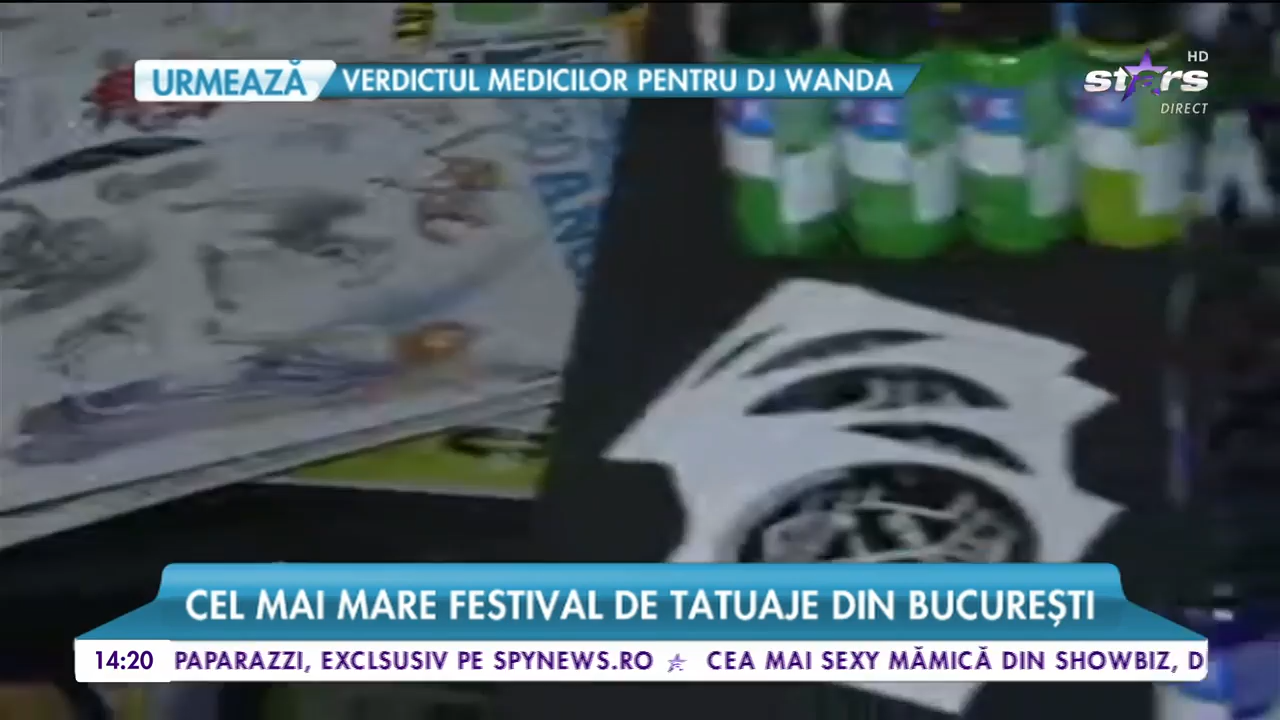 URMEAZĂ VERDICTUL MEDICILOR PENTRU DJ WANDA
HD
stars
DIRECT
CEL MAI MARE FESTIVAL DE TATUAJE DIN BUCUREȘTI
14:20 PAPARAZZI, EXCLSUSIV PE SPYNEWS.RO ★ CEA MAI SEXY MĂMICĂ DIN SHOWBIZ, D